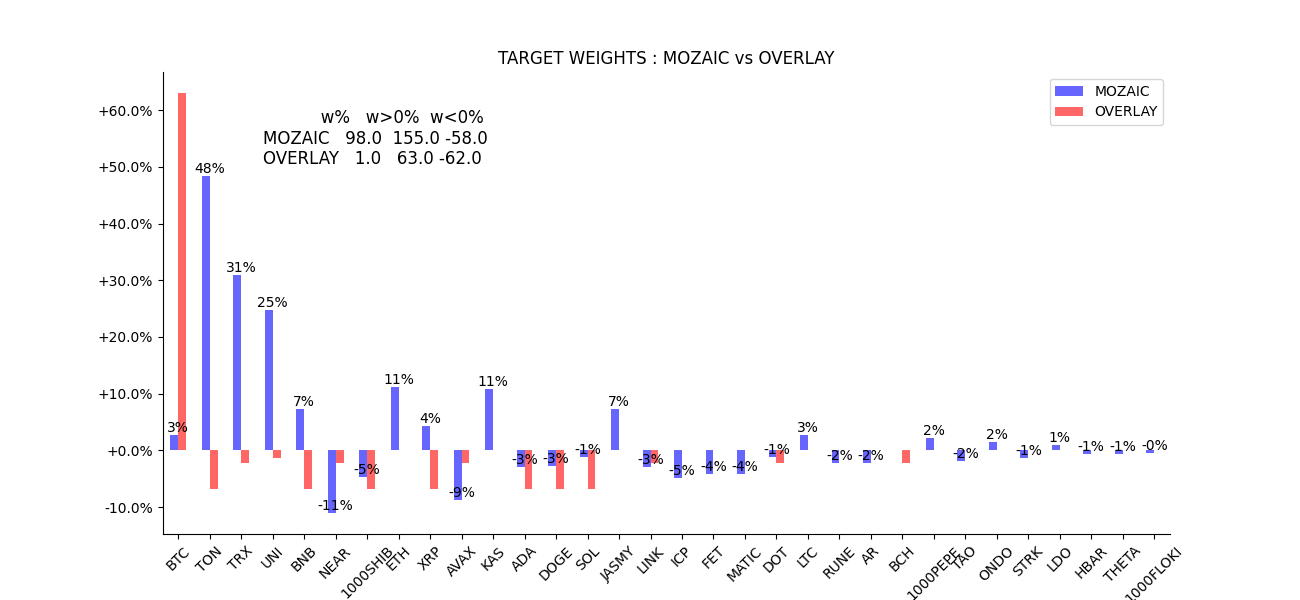 TARGET WEIGHTS : MOZAIC vs OVERLAY
MOZAIC
OVERLAY
w% w>0% w<0%
MOZAIC 98.0 155.0 -58.0
OVERLAY 1.0 63.0 -62.0
+60.0%
+50.0%
+40.0%
+30.0%
+20.0%
+10.0%
+0.0%
-10.0%
3%
48%
31%
25%
7%
-11%
-5%
11%
4%
-9%
11%
-3%
-3%
-1%
7%
-3%
-5%
-4%
-4%
-1%
3%
-2%
-2%
2%
-2%
2%
-1%
1%
-1%
-1%
-0%
BTC
TON
TRX
UNI
BNB
NEAR
1000SHIB
ETH
XRP
AVAX
KAS
ADA
DOGE
SOL
JASMY
LINK
ICP
FET
MATIC
DOT
LTC
RUNE
AR
BCH
1000PEPE
TAO
ONDO
STRK
LDO
HBAR
THETA
1000FLOKI